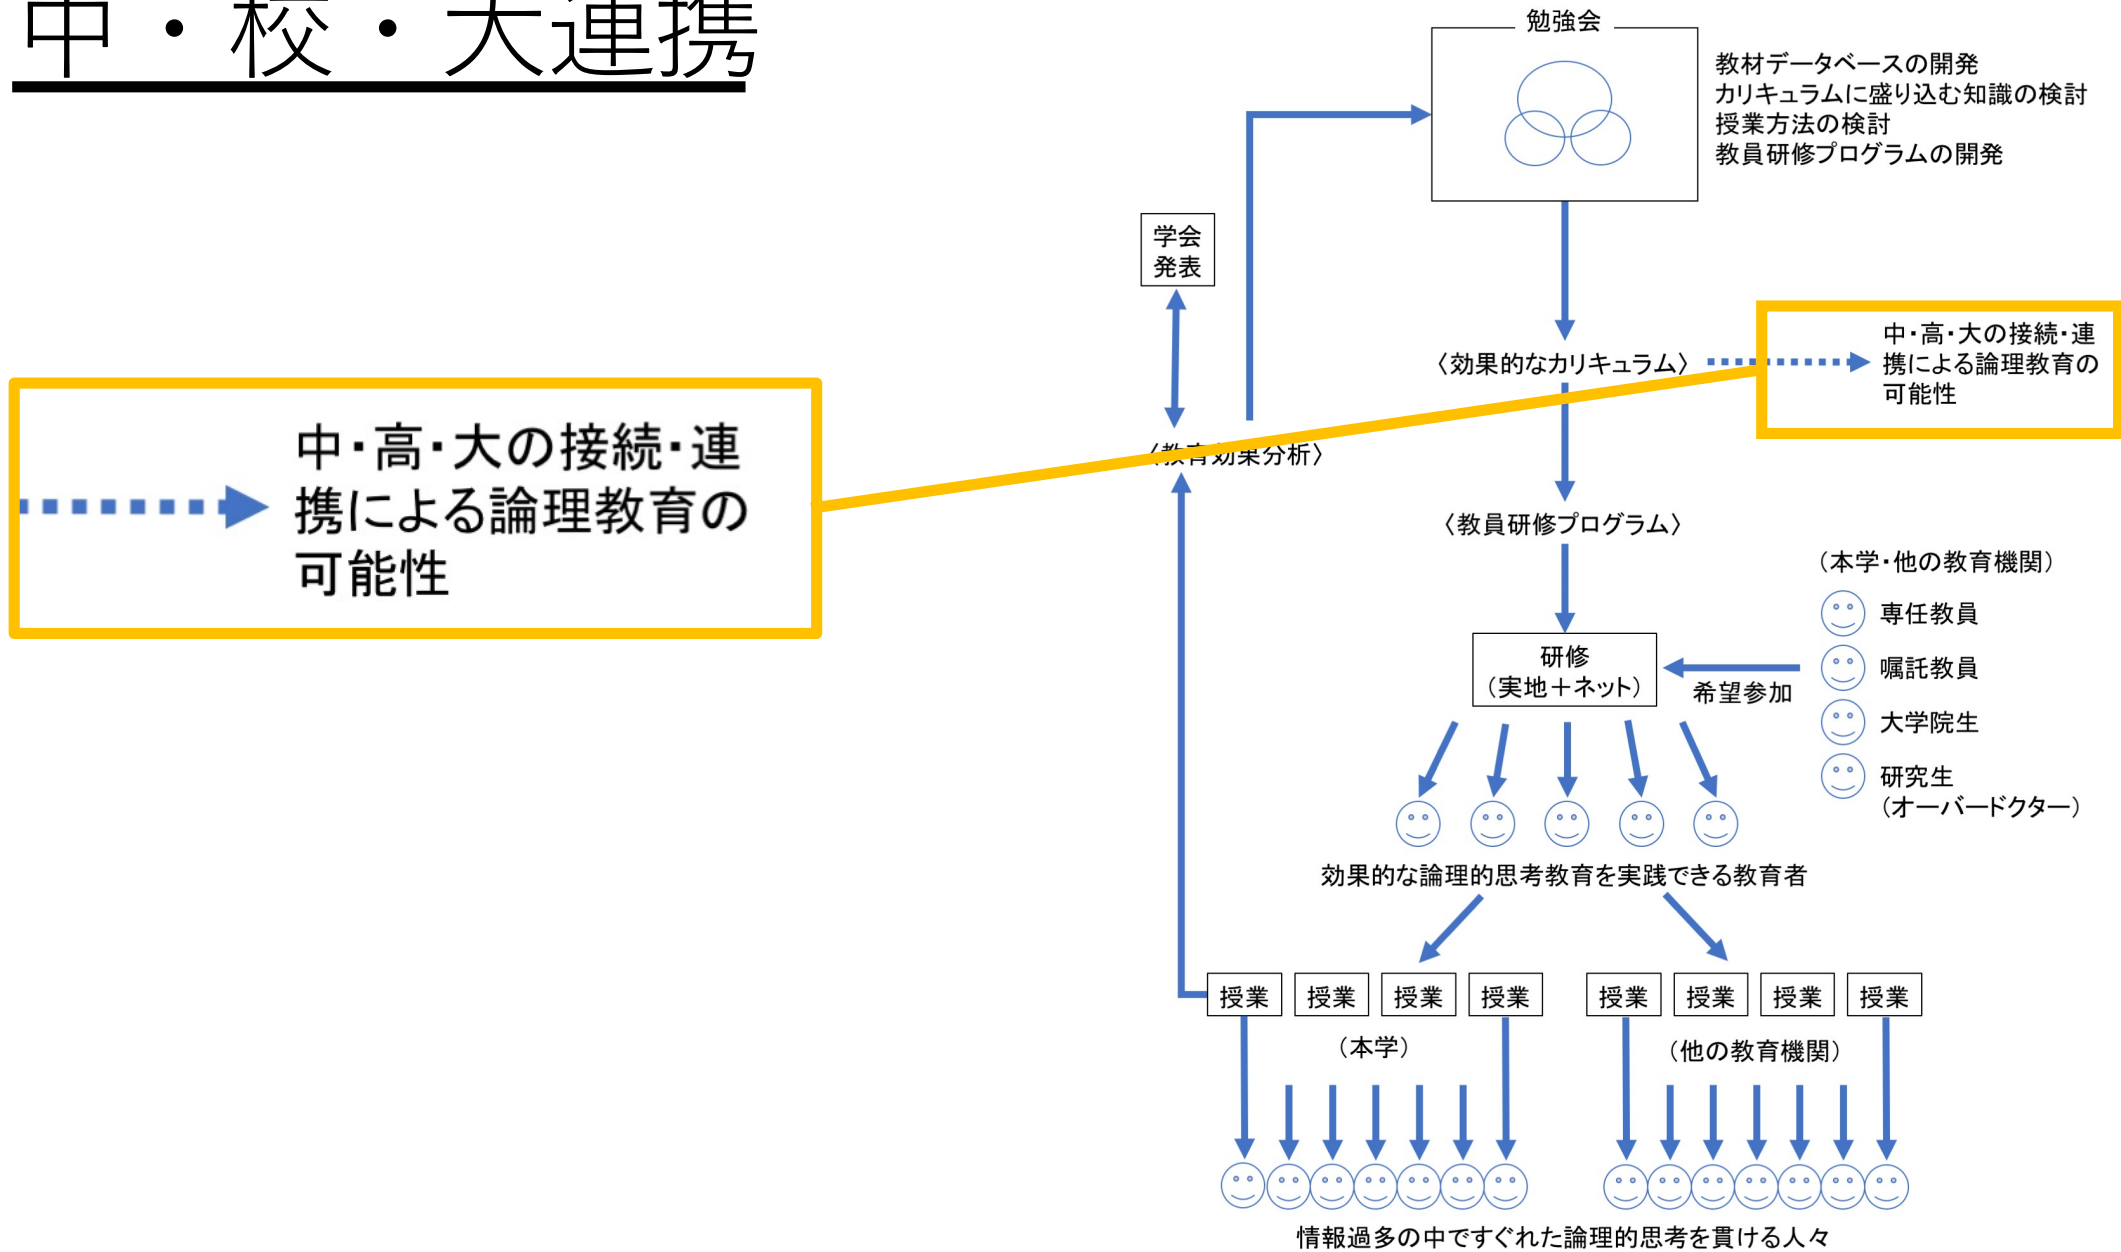 中・校・大連携
勉強会
教材データベースの開発
カリキュラムに盛り込む知識の検討
授業方法の検討
教員研修プログラムの開発
学会
発表
〈効果的なカリキュラム〉
中・高・大の接続・連
携による論理教育の
可能性
中・高・大の接続・連
携による論理教育の
可能性
〈教育効果分析〉
〈教員研修プログラム〉
（本学・他の教育機関）
専任教員
嘱託教員
大学院生
研究生
（オーバードクター）
研修
（実地＋ネット）
希望参加
効果的な論理的思考教育を実践できる教育者
授業 授業 授業 授業 授業 授業 授業 授業
（本学） （他の教育機関）
情報過多の中ですぐれた論理的思考を貫ける人々